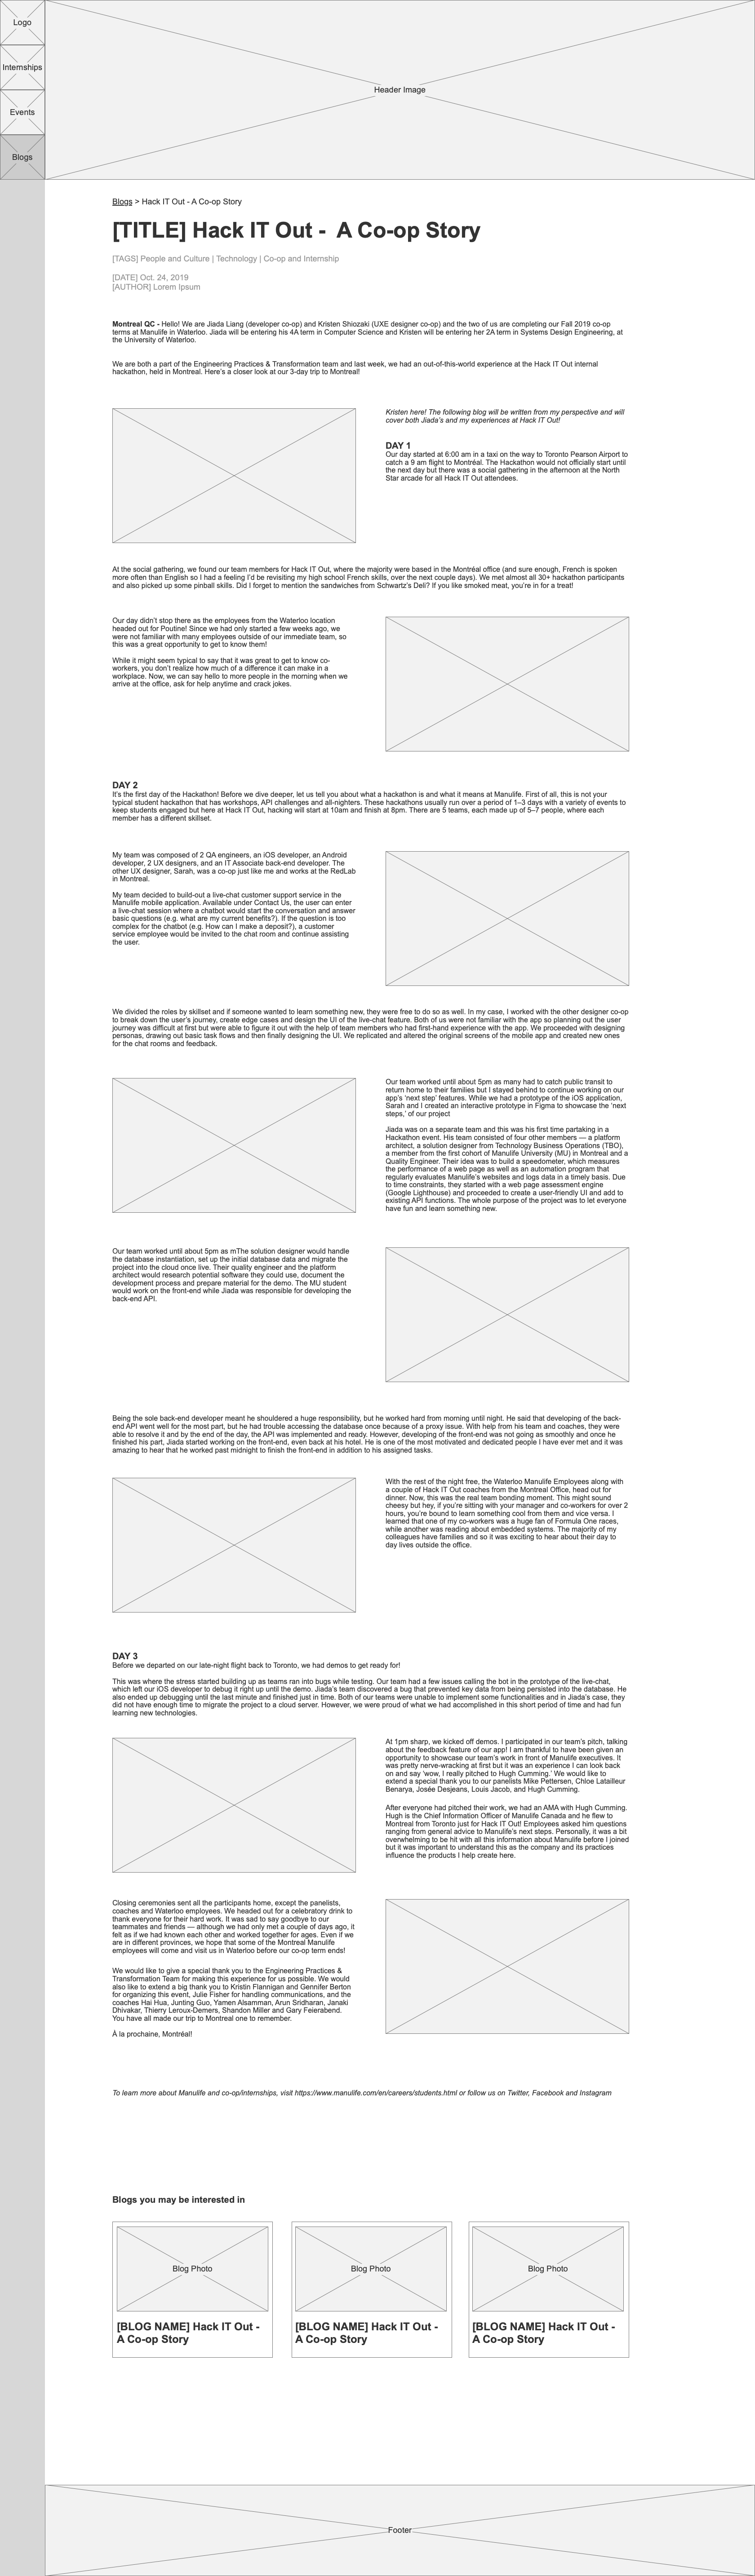 Logo
Internships
Events
Blogs
Header Image
Blogs > Hack IT Out - A Co-op Story
[TITLE] Hack IT Out -  A Co-op Story
[TAGS] People and Culture | Technology | Co-op and Internship
[DATE] Oct. 24, 2019
[AUTHOR] Lorem Ipsum
Montreal QC - Hello! We are Jiada Liang (developer co-op) and Kristen Shiozaki (UXE designer co-op) and the two of us are completing our Fall 2019 co-op
terms at Manulife in Waterloo. Jiada will be entering his 4A term in Computer Science and Kristen will be entering her 2A term in Systems Design Engineering, at
the University of Waterloo.
We are both a part of the Engineering Practices & Transformation team and last week, we had an out-of-this-world experience at the Hack IT Out internal
hackathon, held in Montreal. Here's a closer look at our 3-day trip to Montreal!
Kristen here! The following blog will be written from my perspective and will
cover both Jiada's and my experiences at Hack IT Out!
DAY 1
Our day started at 6:00 am in a taxi on the way to Toronto Pearson Airport to
catch a 9 am flight to Montréal. The Hackathon would not officially start until
the next day but there was a social gathering in the afternoon at the North
Star arcade for all Hack IT Out attendees.
At the social gathering, we found our team members for Hack IT Out, where the majority were based in the Montréal office (and sure enough, French is spoken
more often than English so I had a feeling I'd be revisiting my high school French skills, over the next couple days). We met almost all 30+ hackathon participants
and also picked up some pinball skills. Did I forget to mention the sandwiches from Schwartz's Deli? If you like smoked meat, you're in for a treat!
Our day didn't stop there as the employees from the Waterloo location
headed out for Poutine! Since we had only started a few weeks ago, we
were not familiar with many employees outside of our immediate team, so
this was a great opportunity to get to know them!
While it might seem typical to say that it was great to get to know co-
workers, you don't realize how much of a difference it can make in a
workplace. Now, we can say hello to more people in the morning when we
arrive at the office, ask for help anytime and crack jokes.
DAY 2
It's the first day of the Hackathon! Before we dive deeper, let us tell you about what a hackathon is and what it means at Manulife. First of all, this is not your
typical student hackathon that has workshops, API challenges and all-nighters. These hackathons usually run over a period of 1–3 days with a variety of events to
keep students engaged but here at Hack IT Out, hacking will start at 10am and finish at 8pm. There are 5 teams, each made up of 5–7 people, where each
member has a different skillset.
My team was composed of 2 QA engineers, an iOS developer, an Android
developer, 2 UX designers, and an IT Associate back-end developer. The
other UX designer, Sarah, was a co-op just like me and works at the RedLab
in Montreal.
My team decided to build-out a live-chat customer support service in the
Manulife mobile application. Available under Contact Us, the user can enter
a live-chat session where a chatbot would start the conversation and answer
basic questions (e.g. what are my current benefits?). If the question is too
complex for the chatbot (e.g. How can I make a deposit?), a customer
service employee would be invited to the chat room and continue assisting
the user.
We divided the roles by skillset and if someone wanted to learn something new, they were free to do so as well. In my case, I worked with the other designer co-op
to break down the user's journey, create edge cases and design the UI of the live-chat feature. Both of us were not familiar with the app so planning out the user
journey was difficult at first but were able to figure it out with the help of team members who had first-hand experience with the app. We proceeded with designing
personas, drawing out basic task flows and then finally designing the UI. We replicated and altered the original screens of the mobile app and created new ones
for the chat rooms and feedback.
Our team worked until about 5pm as many had to catch public transit to
return home to their families but I stayed behind to continue working on our
app's 'next step' features. While we had a prototype of the iOS application,
Sarah and I created an interactive prototype in Figma to showcase the 'next
steps,' of our project
Jiada was on a separate team and this was his first time partaking in a
Hackathon event. His team consisted of four other members — a platform
architect, a solution designer from Technology Business Operations (TBO),
a member from the first cohort of Manulife University (MU) in Montreal and a
Quality Engineer. Their idea was to build a speedometer, which measures
the performance of a web page as well as an automation program that
regularly evaluates Manulife's websites and logs data in a timely basis. Due
to time constraints, they started with a web page assessment engine
(Google Lighthouse) and proceeded to create a user-friendly UI and add to
existing API functions. The whole purpose of the project was to let everyone
have fun and learn something new.
Our team worked until about 5pm as mThe solution designer would handle
the database instantiation, set up the initial database data and migrate the
project into the cloud once live. Their quality engineer and the platform
architect would research potential software they could use, document the
development process and prepare material for the demo. The MU student
would work on the front-end while Jiada was responsible for developing the
back-end API.
Being the sole back-end developer meant he shouldered a huge responsibility, but he worked hard from morning until night. He said that developing of the back-
end API went well for the most part, but he had trouble accessing the database once because of a proxy issue. With help from his team and coaches, they were
able to resolve it and by the end of the day, the API was implemented and ready. However, developing of the front-end was not going as smoothly and once he
finished his part, Jiada started working on the front-end, even back at his hotel. He is one of the most motivated and dedicated people I have ever met and it was
amazing to hear that he worked past midnight to finish the front-end in addition to his assigned tasks.
With the rest of the night free, the Waterloo Manulife Employees along with
a couple of Hack IT Out coaches from the Montreal Office, head out for
dinner. Now, this was the real team bonding moment. This might sound
cheesy but hey, if you're sitting with your manager and co-workers for over 2
hours, you're bound to learn something cool from them and vice versa. I
learned that one of my co-workers was a huge fan of Formula One races,
while another was reading about embedded systems. The majority of my
colleagues have families and so it was exciting to hear about their day to
day lives outside the office.
DAY 3
Before we departed on our late-night flight back to Toronto, we had demos to get ready for!
This was where the stress started building up as teams ran into bugs while testing. Our team had a few issues calling the bot in the prototype of the live-chat,
which left our iOS developer to debug it right up until the demo. Jiada's team discovered a bug that prevented key data from being persisted into the database. He
also ended up debugging until the last minute and finished just in time. Both of our teams were unable to implement some functionalities and in Jiada's case, they
did not have enough time to migrate the project to a cloud server. However, we were proud of what we had accomplished in this short period of time and had fun
learning new technologies.
At 1pm sharp, we kicked off demos. I participated in our team's pitch, talking
about the feedback feature of our app! I am thankful to have been given an
opportunity to showcase our team's work in front of Manulife executives. It
was pretty nerve-wracking at first but it was an experience I can look back
on and say 'wow, I really pitched to Hugh Cumming.' We would like to
extend a special thank you to our panelists Mike Pettersen, Chloe Latailleur
Benarya, Josée Desjeans, Louis Jacob, and Hugh Cumming.
After everyone had pitched their work, we had an AMA with Hugh Cumming.
Hugh is the Chief Information Officer of Manulife Canada and he flew to
Montreal from Toronto just for Hack IT Out! Employees asked him questions
ranging from general advice to Manulife's next steps. Personally, it was a bit
overwhelming to be hit with all this information about Manulife before I joined
but it was important to understand this as the company and its practices
influence the products I help create here.
Closing ceremonies sent all the participants home, except the panelists,
coaches and Waterloo employees. We headed out for a celebratory drink to
thank everyone for their hard work. It was sad to say goodbye to our
teammates and friends — although we had only met a couple of days ago, it
felt as if we had known each other and worked together for ages. Even if we
are in different provinces, we hope that some of the Montreal Manulife
employees will come and visit us in Waterloo before our co-op term ends!
We would like to give a special thank you to the Engineering Practices &
Transformation Team for making this experience for us possible. We would
also like to extend a big thank you to Kristin Flannigan and Gennifer Berton
for organizing this event, Julie Fisher for handling communications, and the
coaches Hai Hua, Junting Guo, Yamen Alsamman, Arun Sridharan, Janaki
Dhivakar, Thierry Leroux-Demers, Shandon Miller and Gary Feierabend.
You have all made our trip to Montreal one to remember.
À la prochaine, Montréal!
To learn more about Manulife and co-op/internships, visit https://www.manulife.com/en/careers/students.html or follow us on Twitter, Facebook and Instagram
Blogs you may be interested in
Blog Photo
[BLOG NAME] Hack IT Out -
A Co-op Story
Blog Photo
[BLOG NAME] Hack IT Out -
A Co-op Story
Blog Photo
[BLOG NAME] Hack IT Out -
A Co-op Story
Footer